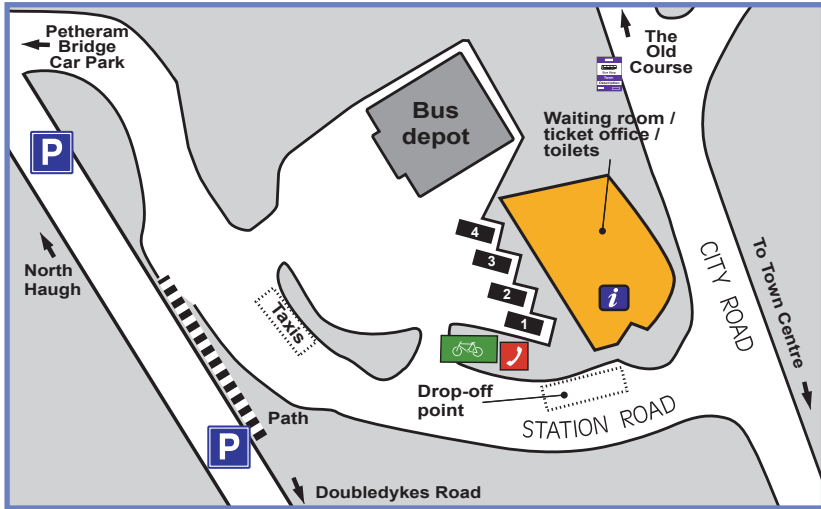 Petheram
Bridge
Car Park
The
Old
Course
Waiting room /
ticket office /
toilets
Bus
depot
P
4
3
2
1
i
North
Haugh
Taxis
CITY ROAD
To Town Centre
Drop-off
point
STATION ROAD
Path
P
Doubledykes Road